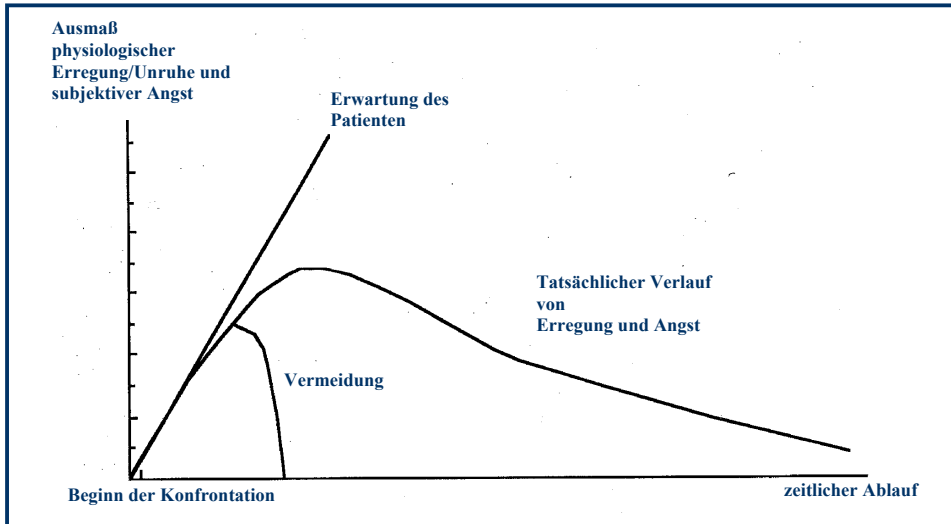 Ausmaß
physiologischer
Erregung/Unruhe und
subjektiver Angst
Erwartung des
Patienten
Tatsächlicher Verlauf
von
Erregung und Angst
Vermeidung
Beginn der Konfrontation
zeitlicher Ablauf